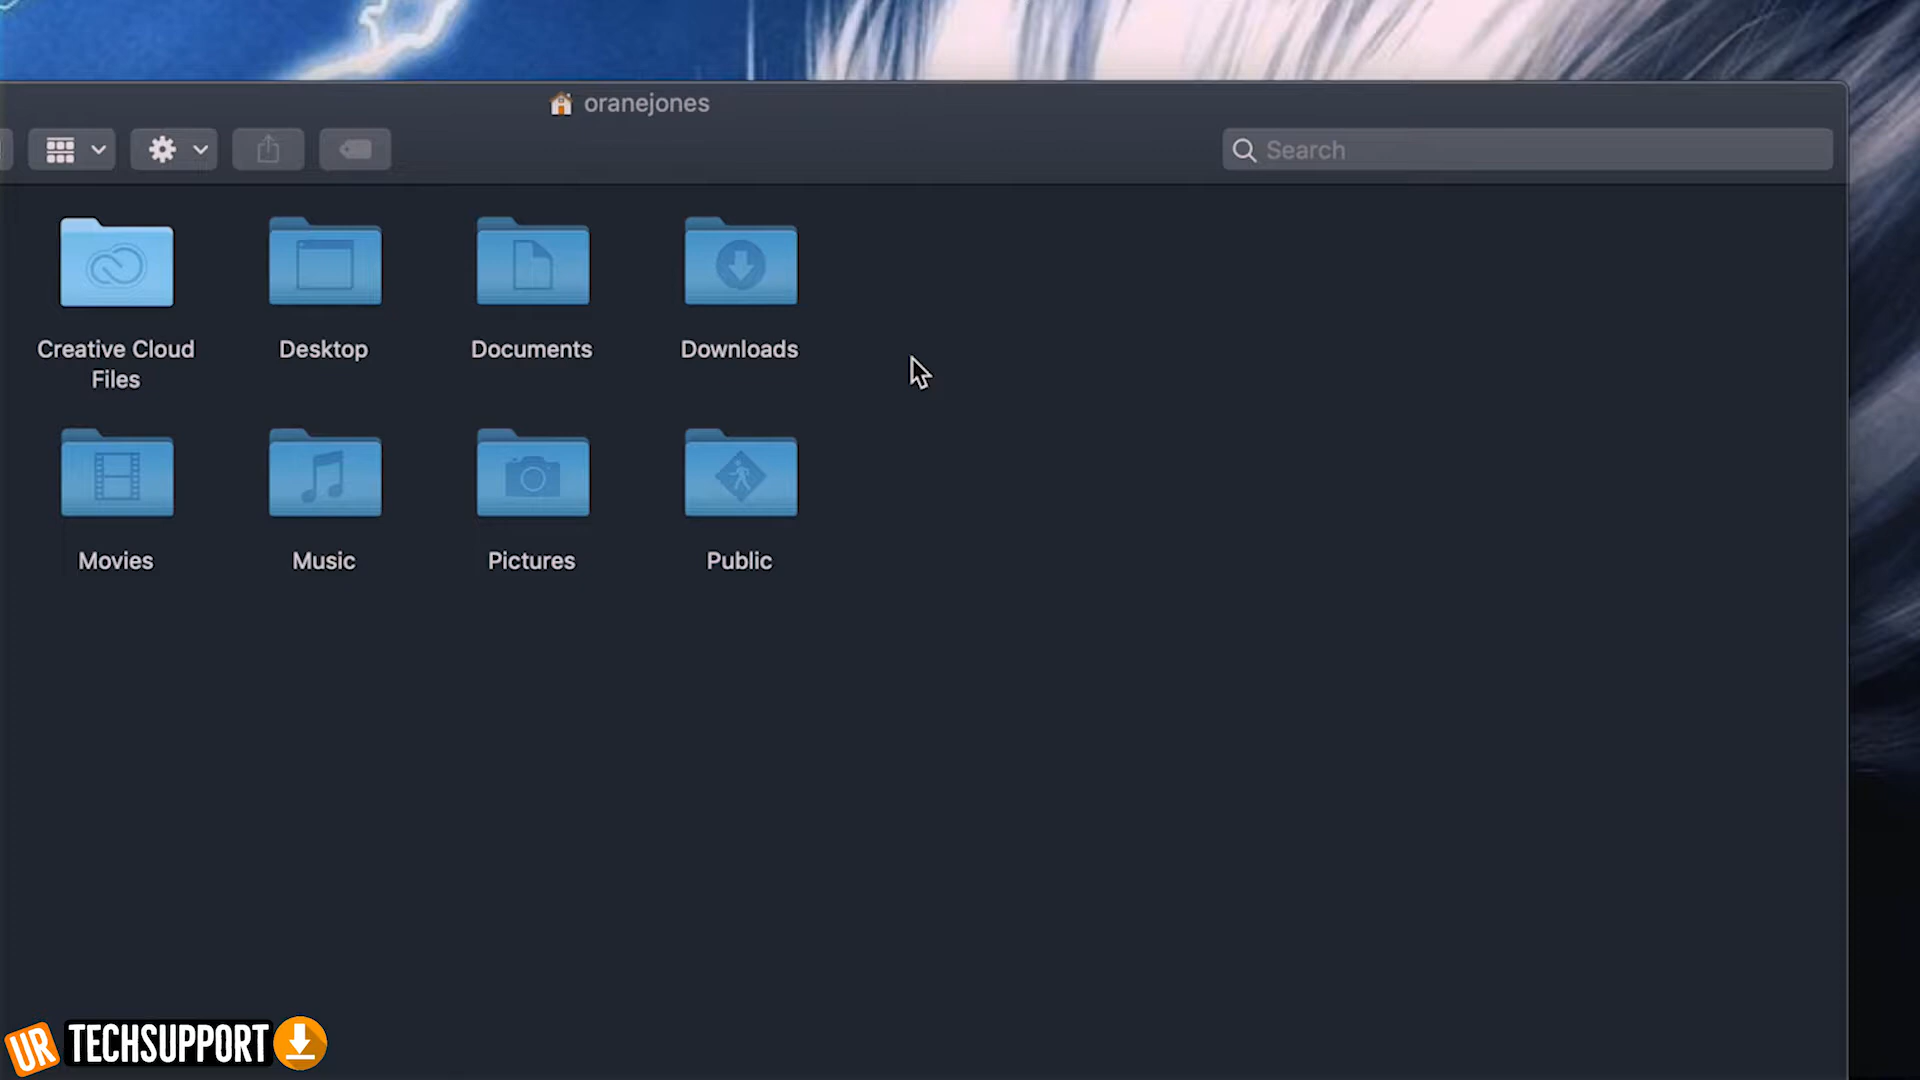 oranejones
Search
Creative Cloud
Files
Desktop
Documents
Downloads
Movies
Music
Pictures
Public
UR TECHSUPPORT